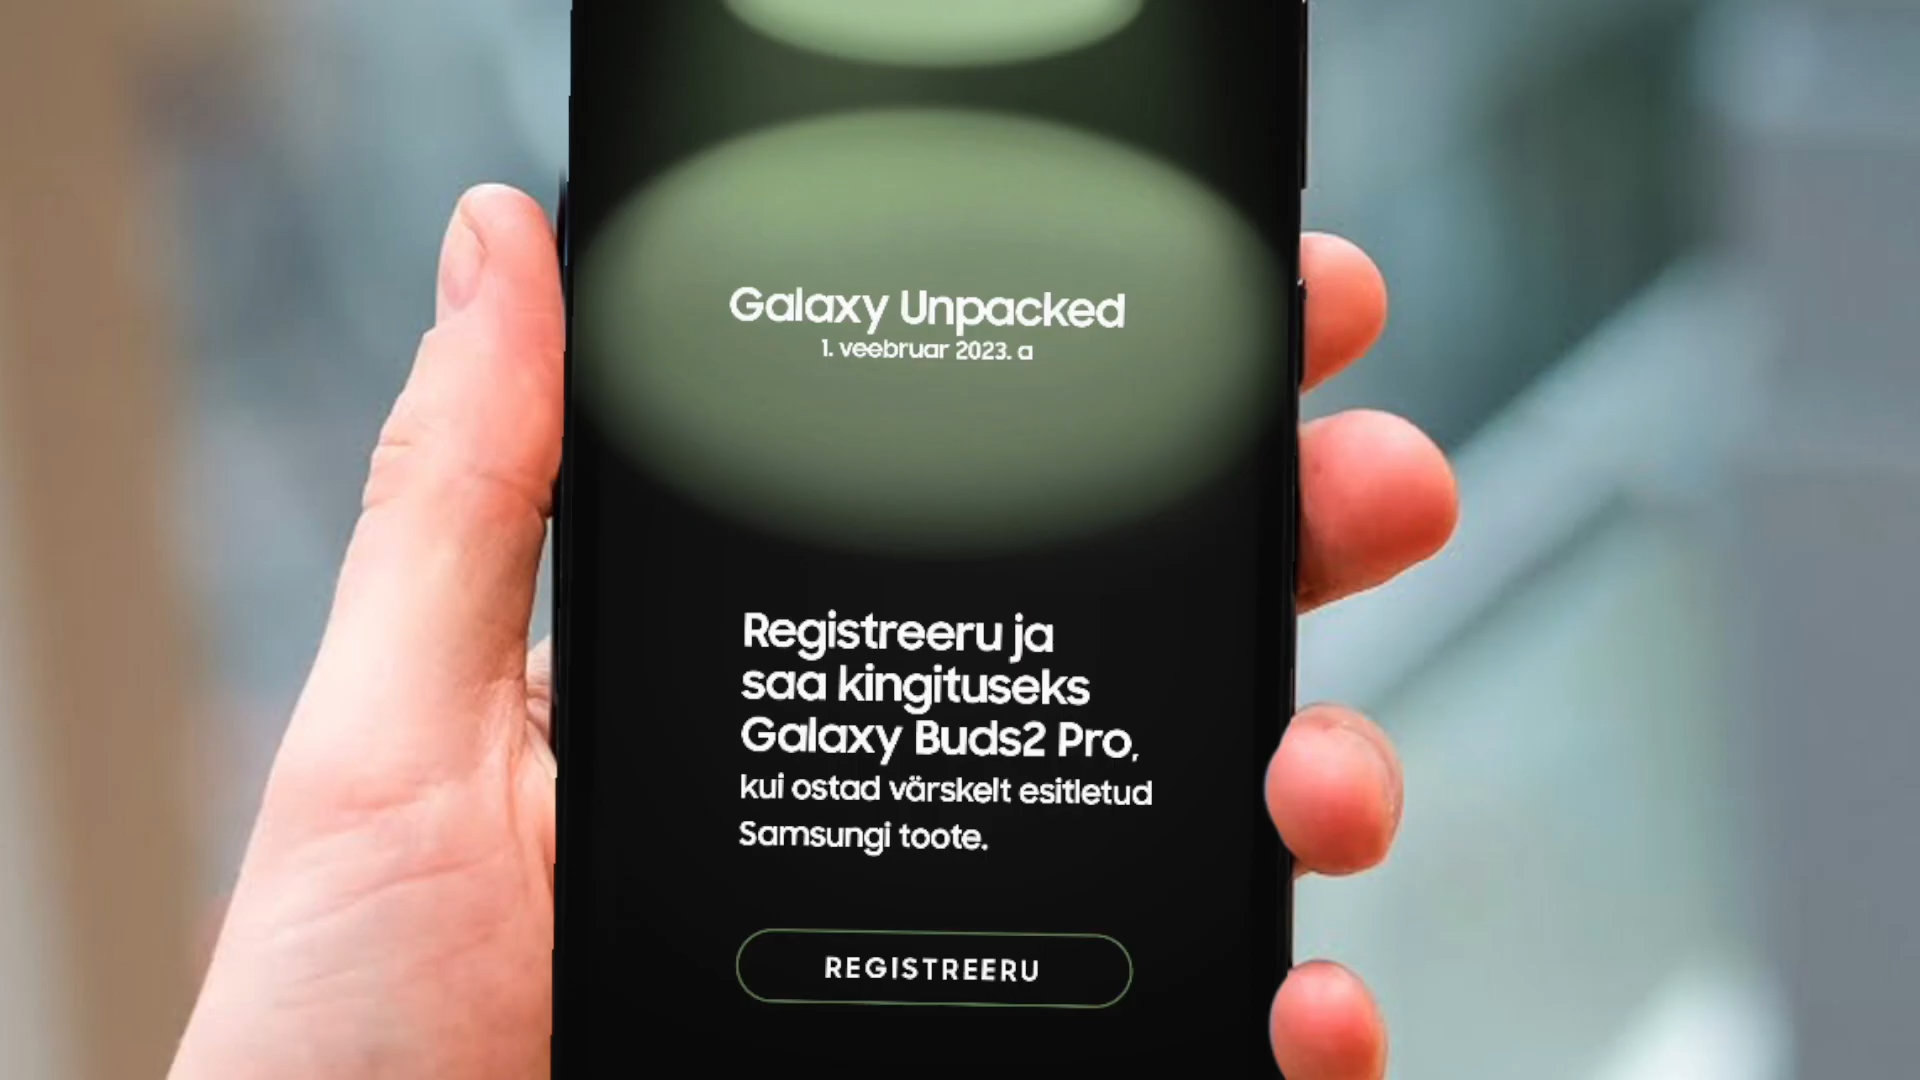 Galaxy Unpacked
1. veebruar 2023. a
Registreeru ja
saa kingituseks
Galaxy Buds2 Pro,
kui ostad värskelt esitletud
Samsungi toote.
REGISTREERU